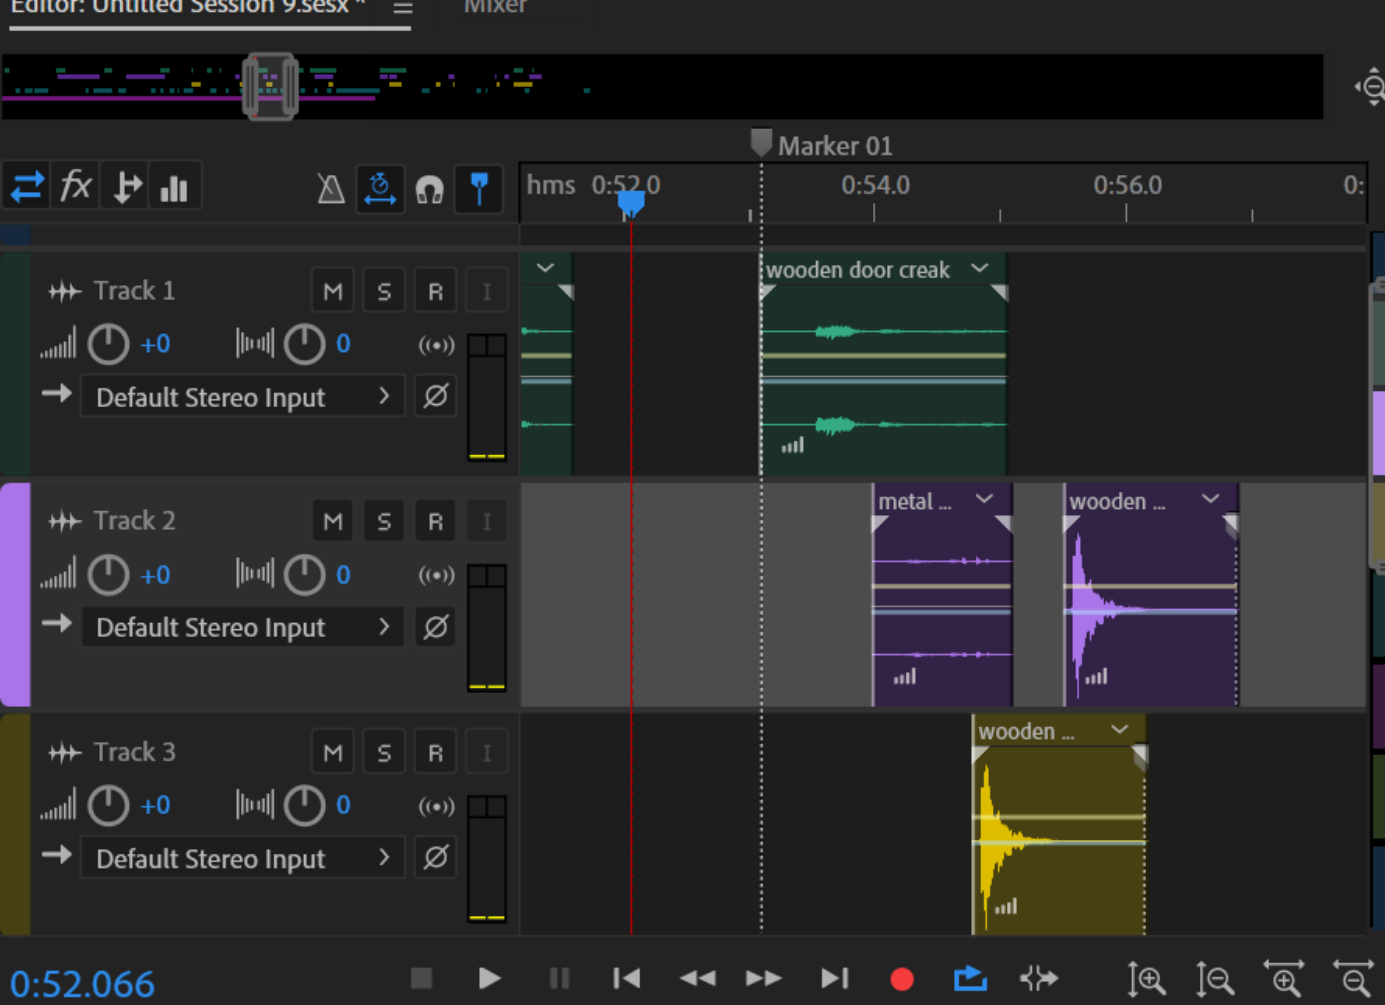 Editor: Untitled Session 9.sesx * Mixer
Marker 01
fx hms 0:52.0 0:54.0 0:56.0 0:
Track 1 M S R I
wooden door creak
+0 0
Default Stereo Input
Track 2 M S R I
metal ... wooden ...
+0 0
Default Stereo Input
Track 3 M S R I
wooden ...
+0 0
Default Stereo Input
0:52.066